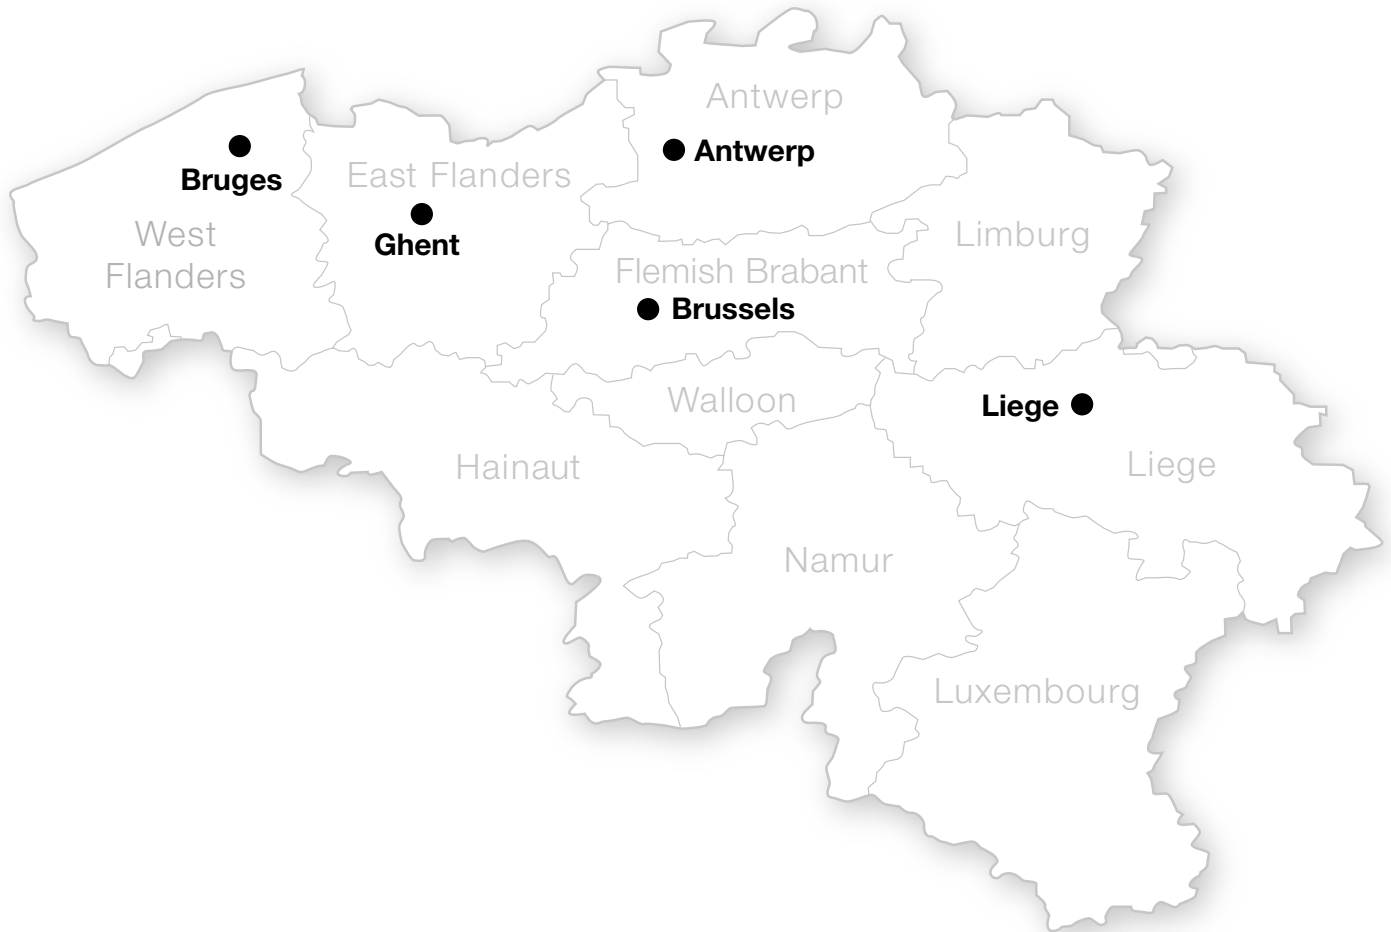 Antwerp
Antwerp
Bruges
East Flanders
Ghent
West
Flanders
Limburg
Flemish Brabant
Brussels
Walloon
Liege
Liege
Hainaut
Namur
Luxembourg